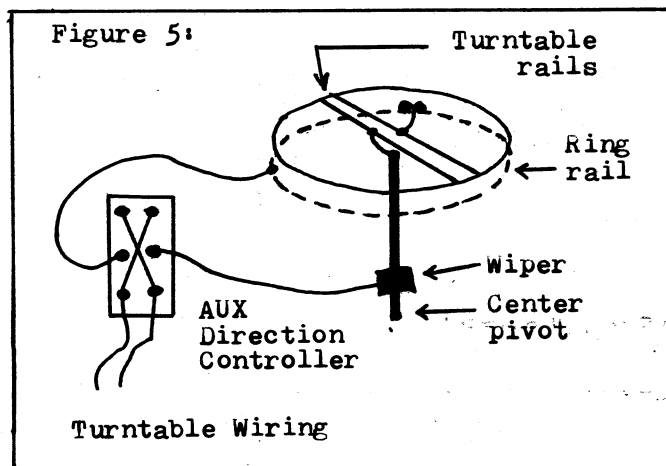 Figure 5:
Turntable
rails
Ring
rail
Wiper
Center
pivot
AUX
Direction
Controller
Turntable Wiring